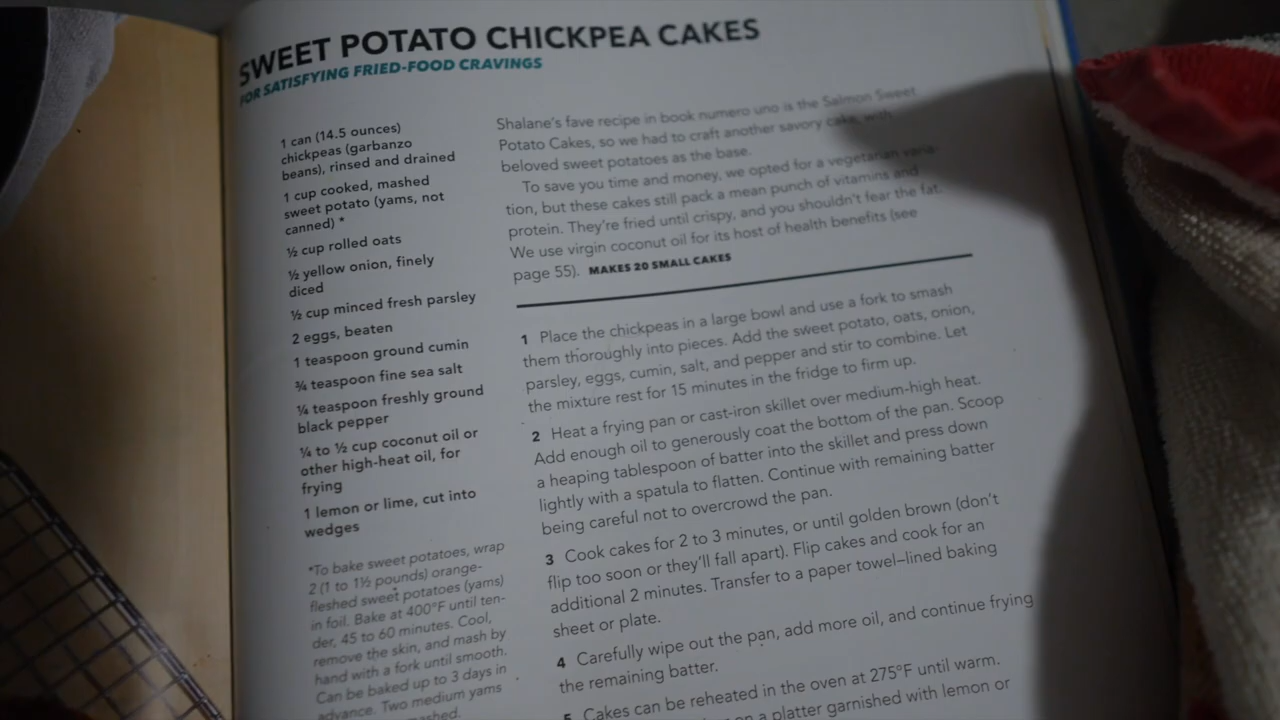 SWEET POTATO CHICKPEA CAKES
FOR SATISFYING FRIED-FOOD CRAVINGS
1 can (14.5 ounces)
chickpeas (garbanzo
beans), rinsed and drained
1 cup cooked, mashed
sweet potato (yams, not
canned) *
½ cup rolled oats
½ yellow onion, finely
diced
½ cup minced fresh parsley
2 eggs, beaten
1 teaspoon ground cumin
¾ teaspoon fine sea salt
¼ teaspoon freshly ground
black pepper
¼ to ½ cup coconut oil or
other high-heat oil, for
frying
1 lemon or lime, cut into
wedges
*To bake sweet potatoes, wrap
2 (1 to 1½ pounds) orange-
fleshed sweet potatoes (yams)
in foil. Bake at 400°F until ten-
der, 45 to 60 minutes. Cool,
remove the skin, and mash by
hand with a fork until smooth.
Can be baked up to 3 days in
advance. Two medium yams
mashed.
Shalane's fave recipe in book numero uno is the Salmon Sweet
Potato Cakes, so we had to craft another savory cake, with
beloved sweet potatoes as the base.
To save you time and money, we opted for a vegetarian varia-
tion, but these cakes still pack a mean punch of vitamins and
protein. They're fried until crispy, and you shouldn't fear the fat.
We use virgin coconut oil for its host of health benefits (see
page 55). MAKES 20 SMALL CAKES
1 Place the chickpeas in a large bowl and use a fork to smash
them thoroughly into pieces. Add the sweet potato, oats, onion,
parsley, eggs, cumin, salt, and pepper and stir to combine. Let
the mixture rest for 15 minutes in the fridge to firm up.
2 Heat a frying pan or cast-iron skillet over medium-high heat.
Add enough oil to generously coat the bottom of the pan. Scoop
a heaping tablespoon of batter into the skillet and press down
lightly with a spatula to flatten. Continue with remaining batter
being careful not to overcrowd the pan.
3 Cook cakes for 2 to 3 minutes, or until golden brown (don't
flip too soon or they'll fall apart). Flip cakes and cook for an
additional 2 minutes. Transfer to a paper towel–lined baking
sheet or plate.
4 Carefully wipe out the pan, add more oil, and continue frying
the remaining batter.
5 Cakes can be reheated in the oven at 275°F until warm.
on a platter garnished with lemon or